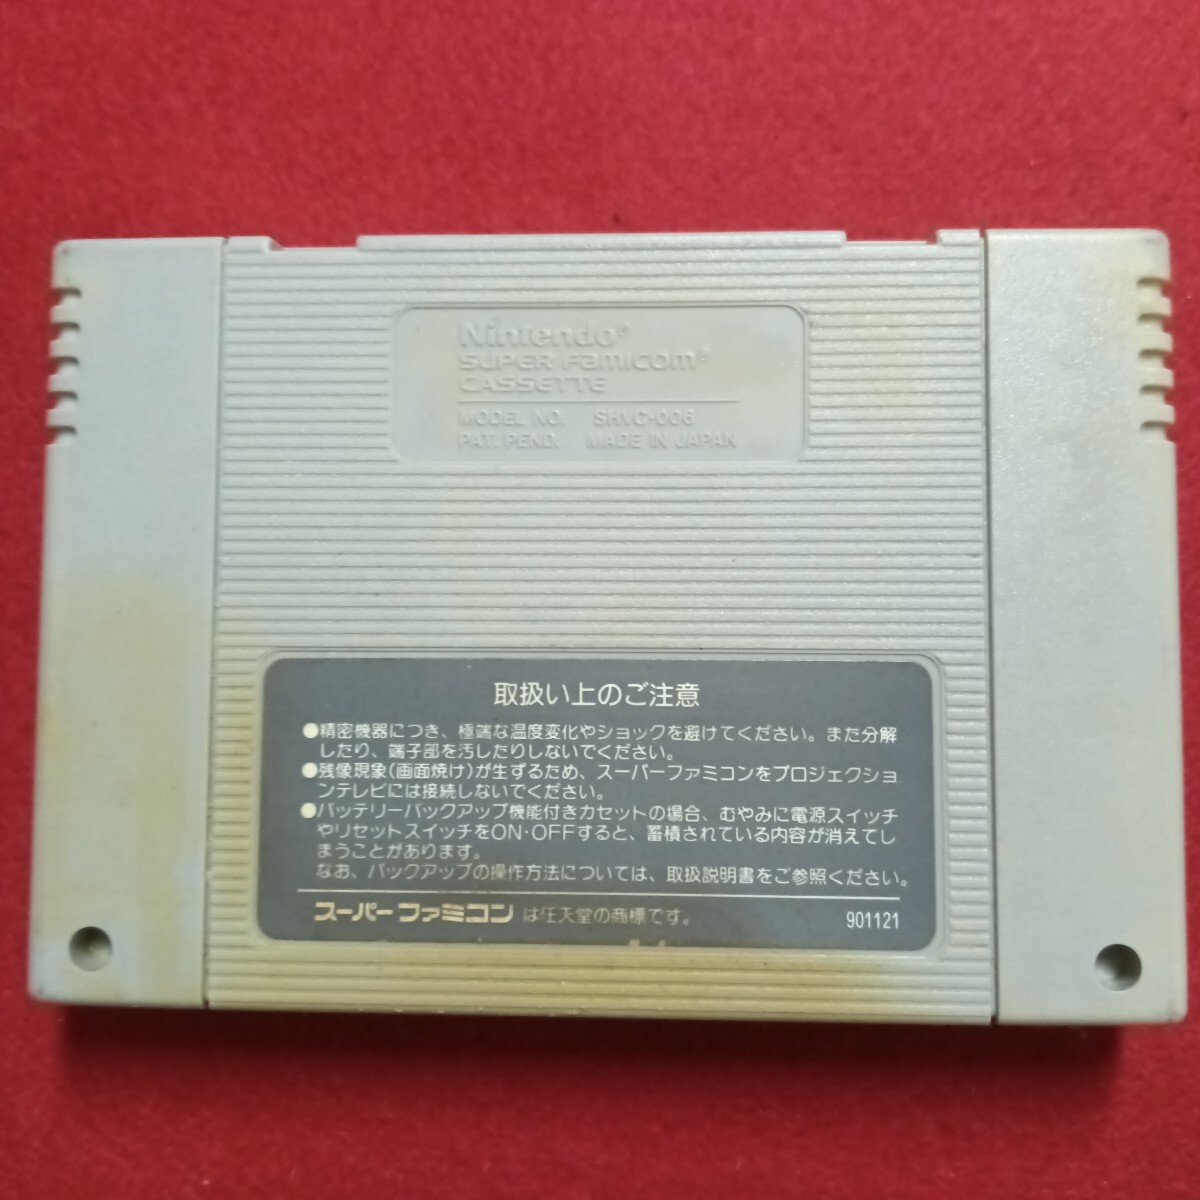 Nintendo®
SUPER FAMICOM®
CASSETTE
MODEL NO. SHVC-006
PAT. PEND. MADE IN JAPAN
取扱い上のご注意
●精密機器につき、極端な温度変化やショックを避けてください。また分解
したり、端子部を汚したりしないでください。
●残像現象(画面焼け)が生ずるため、スーパーファミコンをプロジェクショ
ンテレビには接続しないでください。
●バッテリーバックアップ機能付きカセットの場合、むやみに電源スイッチ
やリセットスイッチをON・OFFすると、蓄積されている内容が消えてし
まうことがあります。
なお、バックアップの操作方法については、取扱説明書をご参照ください。
スーパーファミコン は任天堂の商標です。 901121